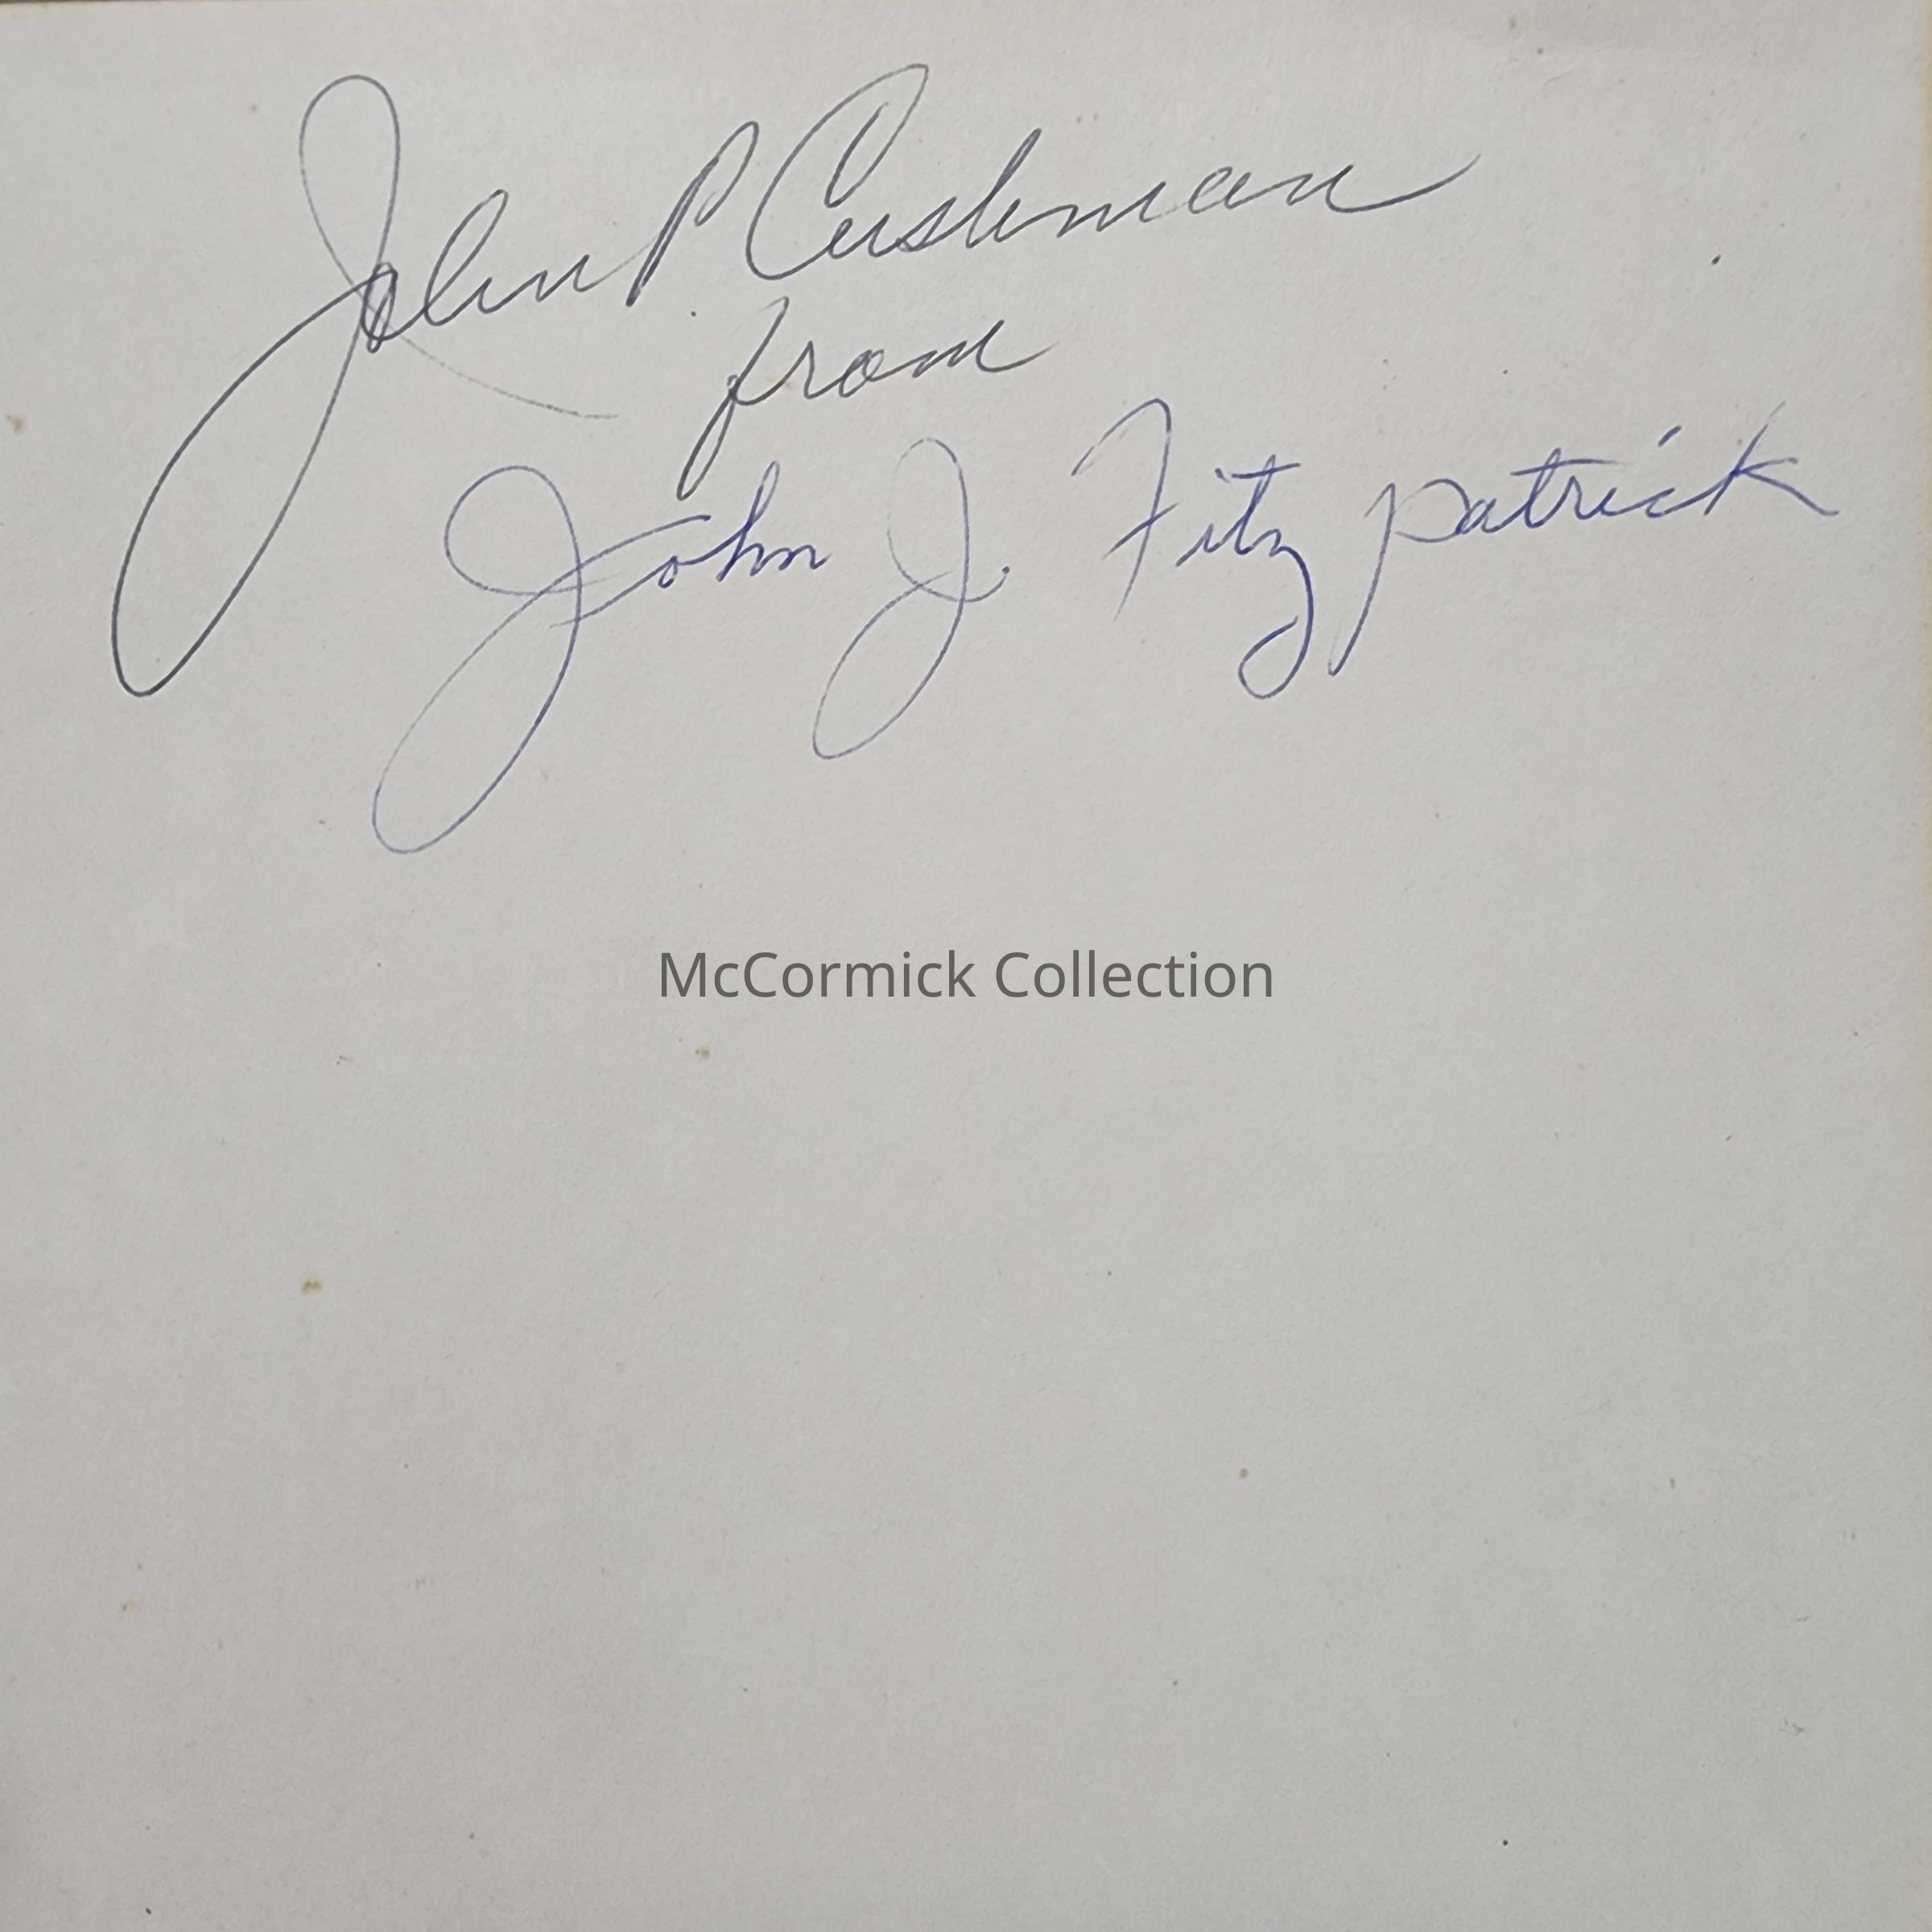 John P Cushman
from
John J. Fitzpatrick
McCormick Collection